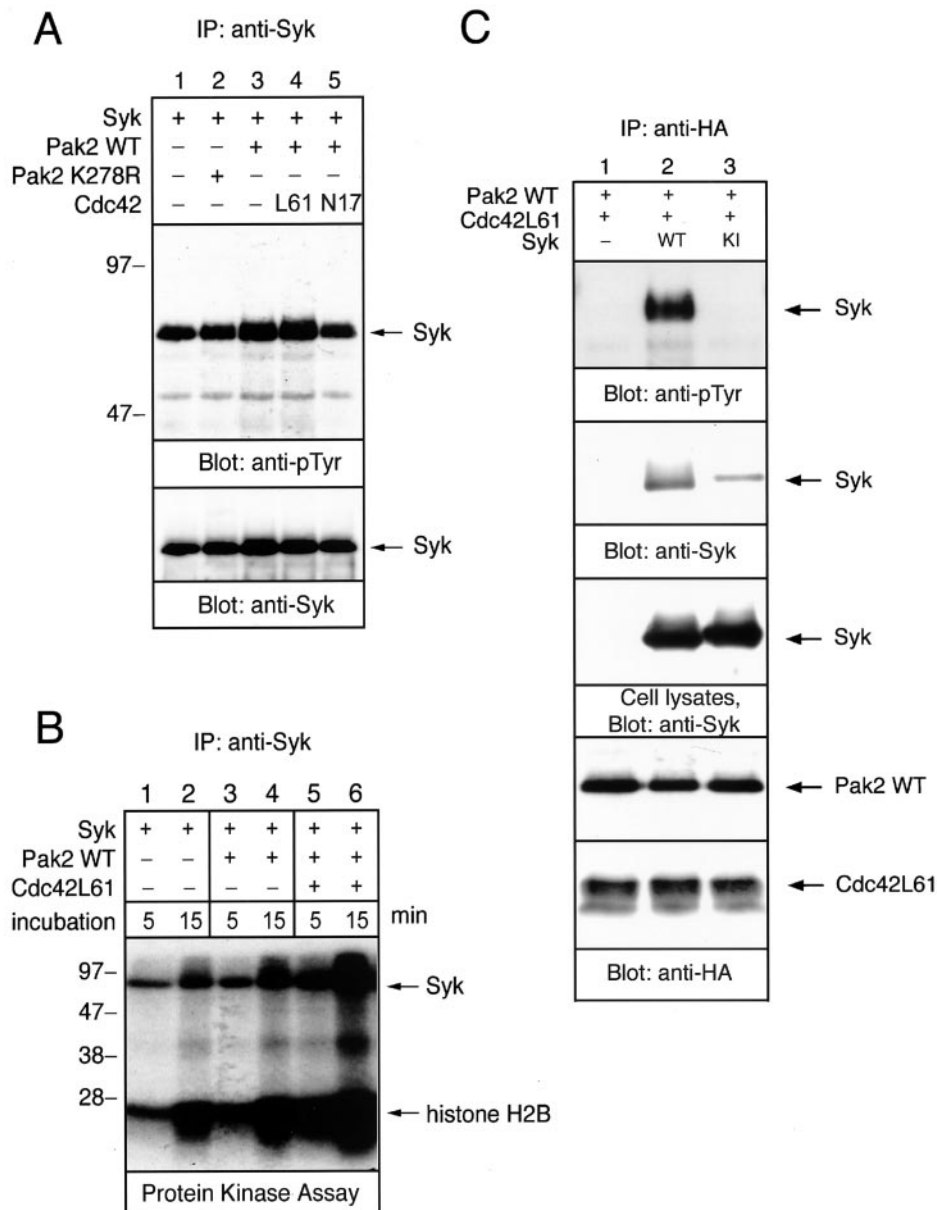 A
IP: anti-Syk
1 2 3 4 5
Syk + + + + +
Pak2 WT – – + + +
Pak2 K278R – + – – –
Cdc42 – – – L61 N17
97–
Syk
47–
Blot: anti-pTyr
Syk
Blot: anti-Syk
B
IP: anti-Syk
1 2 3 4 5 6
Syk + + + + + +
Pak2 WT – – + + + +
Cdc42L61 – – – – + +
incubation 5 15 5 15 5 15 min
97–
Syk
47–
38–
28–
histone H2B
Protein Kinase Assay
C
IP: anti-HA
1 2 3
Pak2 WT + + +
Cdc42L61 + + +
Syk – WT KI
Syk
Blot: anti-pTyr
Syk
Blot: anti-Syk
Syk
Cell lysates,
Blot: anti-Syk
Pak2 WT
Cdc42L61
Blot: anti-HA